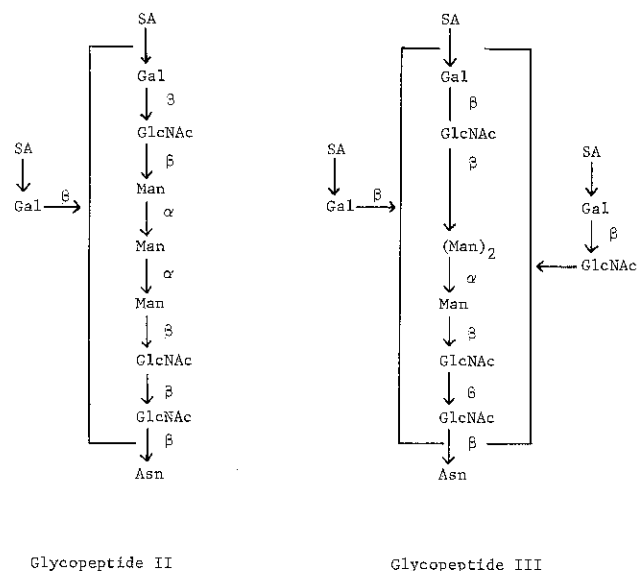 SA
Gal
β
GlcNAc
β
Man
α
Man
α
Man
β
GlcNAc
β
GlcNAc
β
Asn
SA
Gal
β
Glycopeptide II
SA
Gal
β
GlcNAc
β
(Man)2
α
Man
β
GlcNAc
β
GlcNAc
β
Asn
SA
Gal
β
SA
Gal
β
GlcNAc
Glycopeptide III